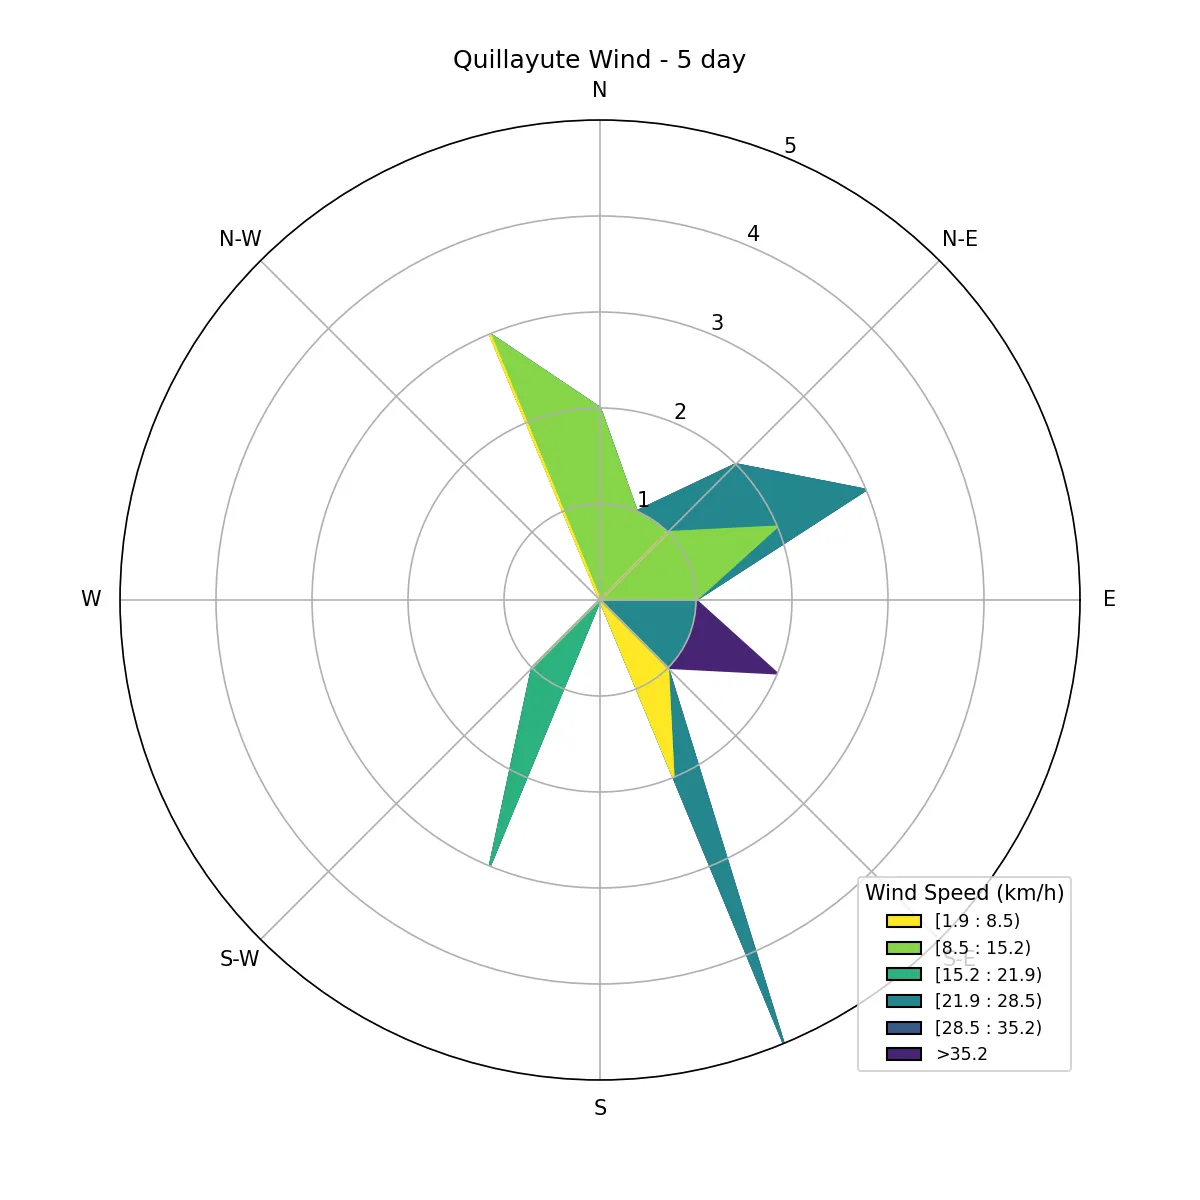 Quillayute Wind - 5 day
N
5
N-W
N-E
4
3
2
1
W
E
Wind Speed (km/h)
[1.9 : 8.5)
[8.5 : 15.2)
S-W
S-E
[15.2 : 21.9)
[21.9 : 28.5)
[28.5 : 35.2)
>35.2
S